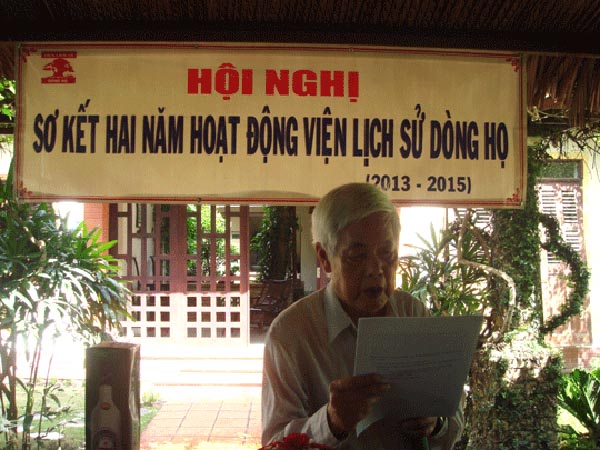 HỘI NGHỊ
SƠ KẾT HAI NĂM HOẠT ĐỘNG VIỆN LỊCH SỬ DÒNG HỌ
(2013 - 2015)